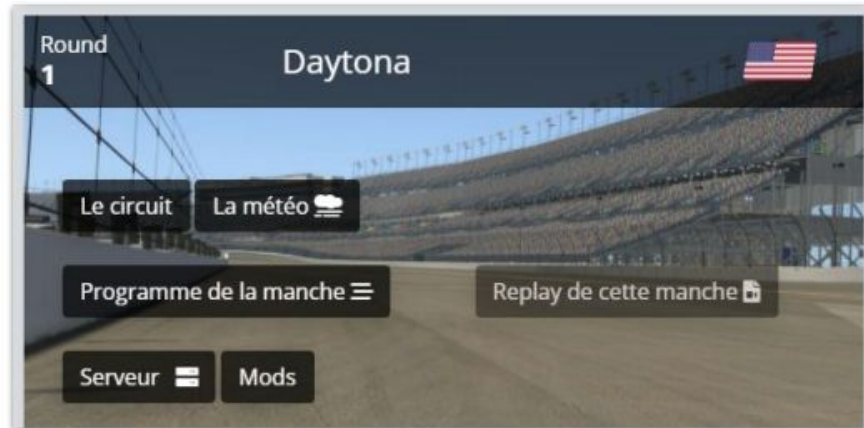 Round
1
Daytona
Le circuit
La météo
Programme de la manche
Replay de cette manche
Serveur
Mods